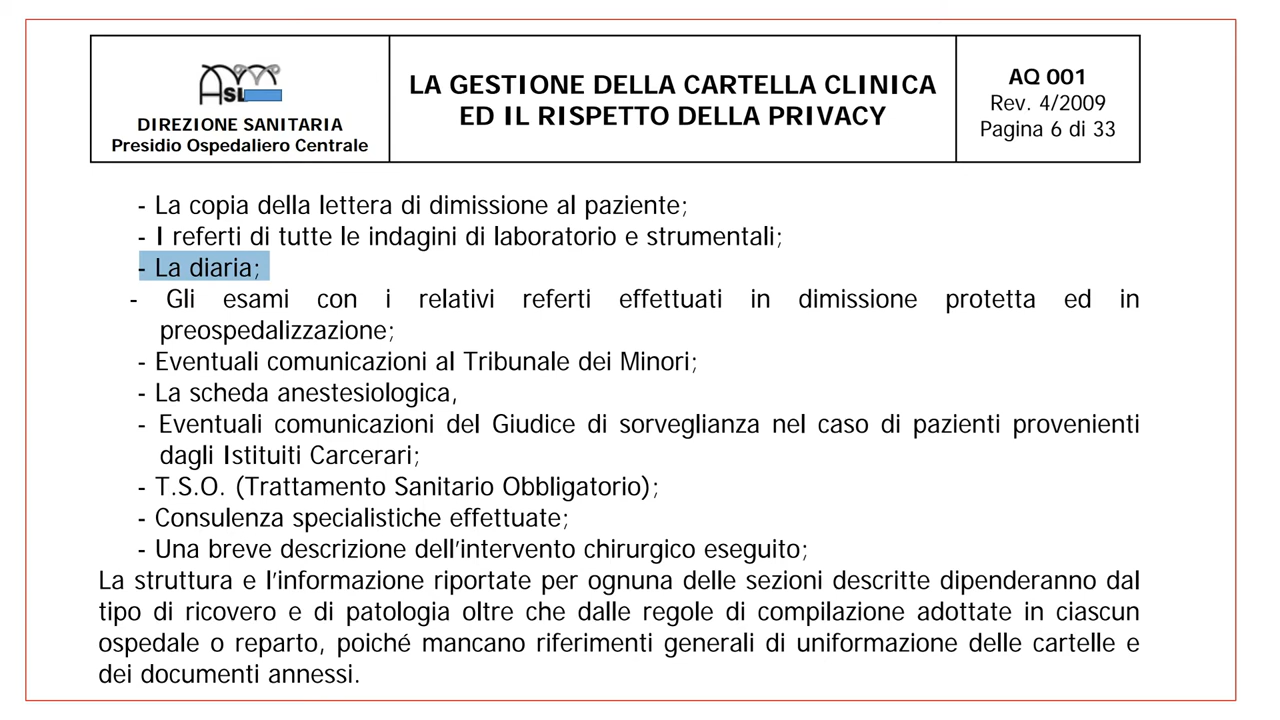 ASL
DIREZIONE SANITARIA
Presidio Ospedaliero Centrale
LA GESTIONE DELLA CARTELLA CLINICA
ED IL RISPETTO DELLA PRIVACY
AQ 001
Rev. 4/2009
Pagina 6 di 33
- La copia della lettera di dimissione al paziente;
- I referti di tutte le indagini di laboratorio e strumentali;
- La diaria;
- Gli esami con i relativi referti effettuati in dimissione protetta ed in
preospedalizzazione;
- Eventuali comunicazioni al Tribunale dei Minori;
- La scheda anestesiologica,
- Eventuali comunicazioni del Giudice di sorveglianza nel caso di pazienti provenienti
dagli Istituiti Carcerari;
- T.S.O. (Trattamento Sanitario Obbligatorio);
- Consulenza specialistiche effettuate;
- Una breve descrizione dell'intervento chirurgico eseguito;
La struttura e l'informazione riportate per ognuna delle sezioni descritte dipenderanno dal
tipo di ricovero e di patologia oltre che dalle regole di compilazione adottate in ciascun
ospedale o reparto, poiché mancano riferimenti generali di uniformazione delle cartelle e
dei documenti annessi.